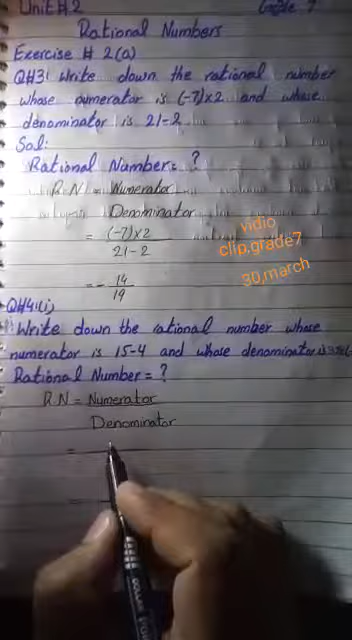 Unit # 2 Grade 7
Rational Numbers
Exercise # 2(a)
Q#3: Write down the rational number
whose numerator is (-7)×2 and whose
denominator is 21-2
Sol:
Rational Number = ?
R.N = Numerator
Denominator
= (-7)×2
21-2
= - 14
19
vidio
clip,grade7
30,march
Q#4:(i)
Write down the rational number whose
numerator is 15-4 and whose denominator is
Rational Number = ?
R.N = Numerator
Denominator
=
=